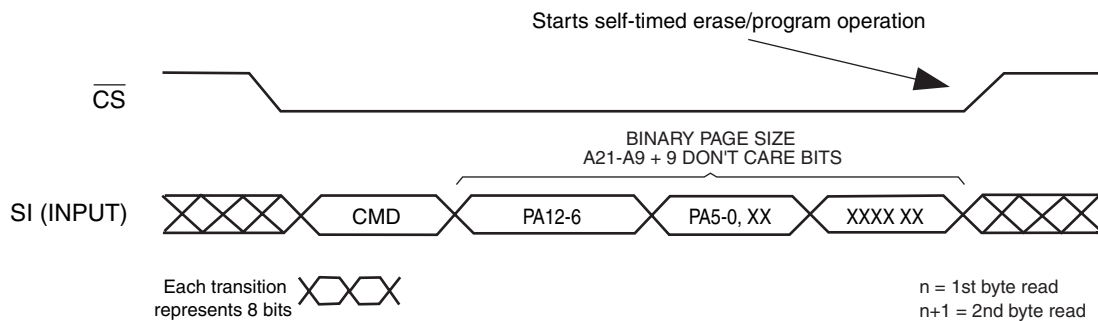 Starts self-timed erase/program operation
CS
BINARY PAGE SIZE
A21-A9 + 9 DON'T CARE BITS
SI (INPUT)
CMD
PA12-6
PA5-0, XX
XXXX XX
Each transition
represents 8 bits
n = 1st byte read
n+1 = 2nd byte read